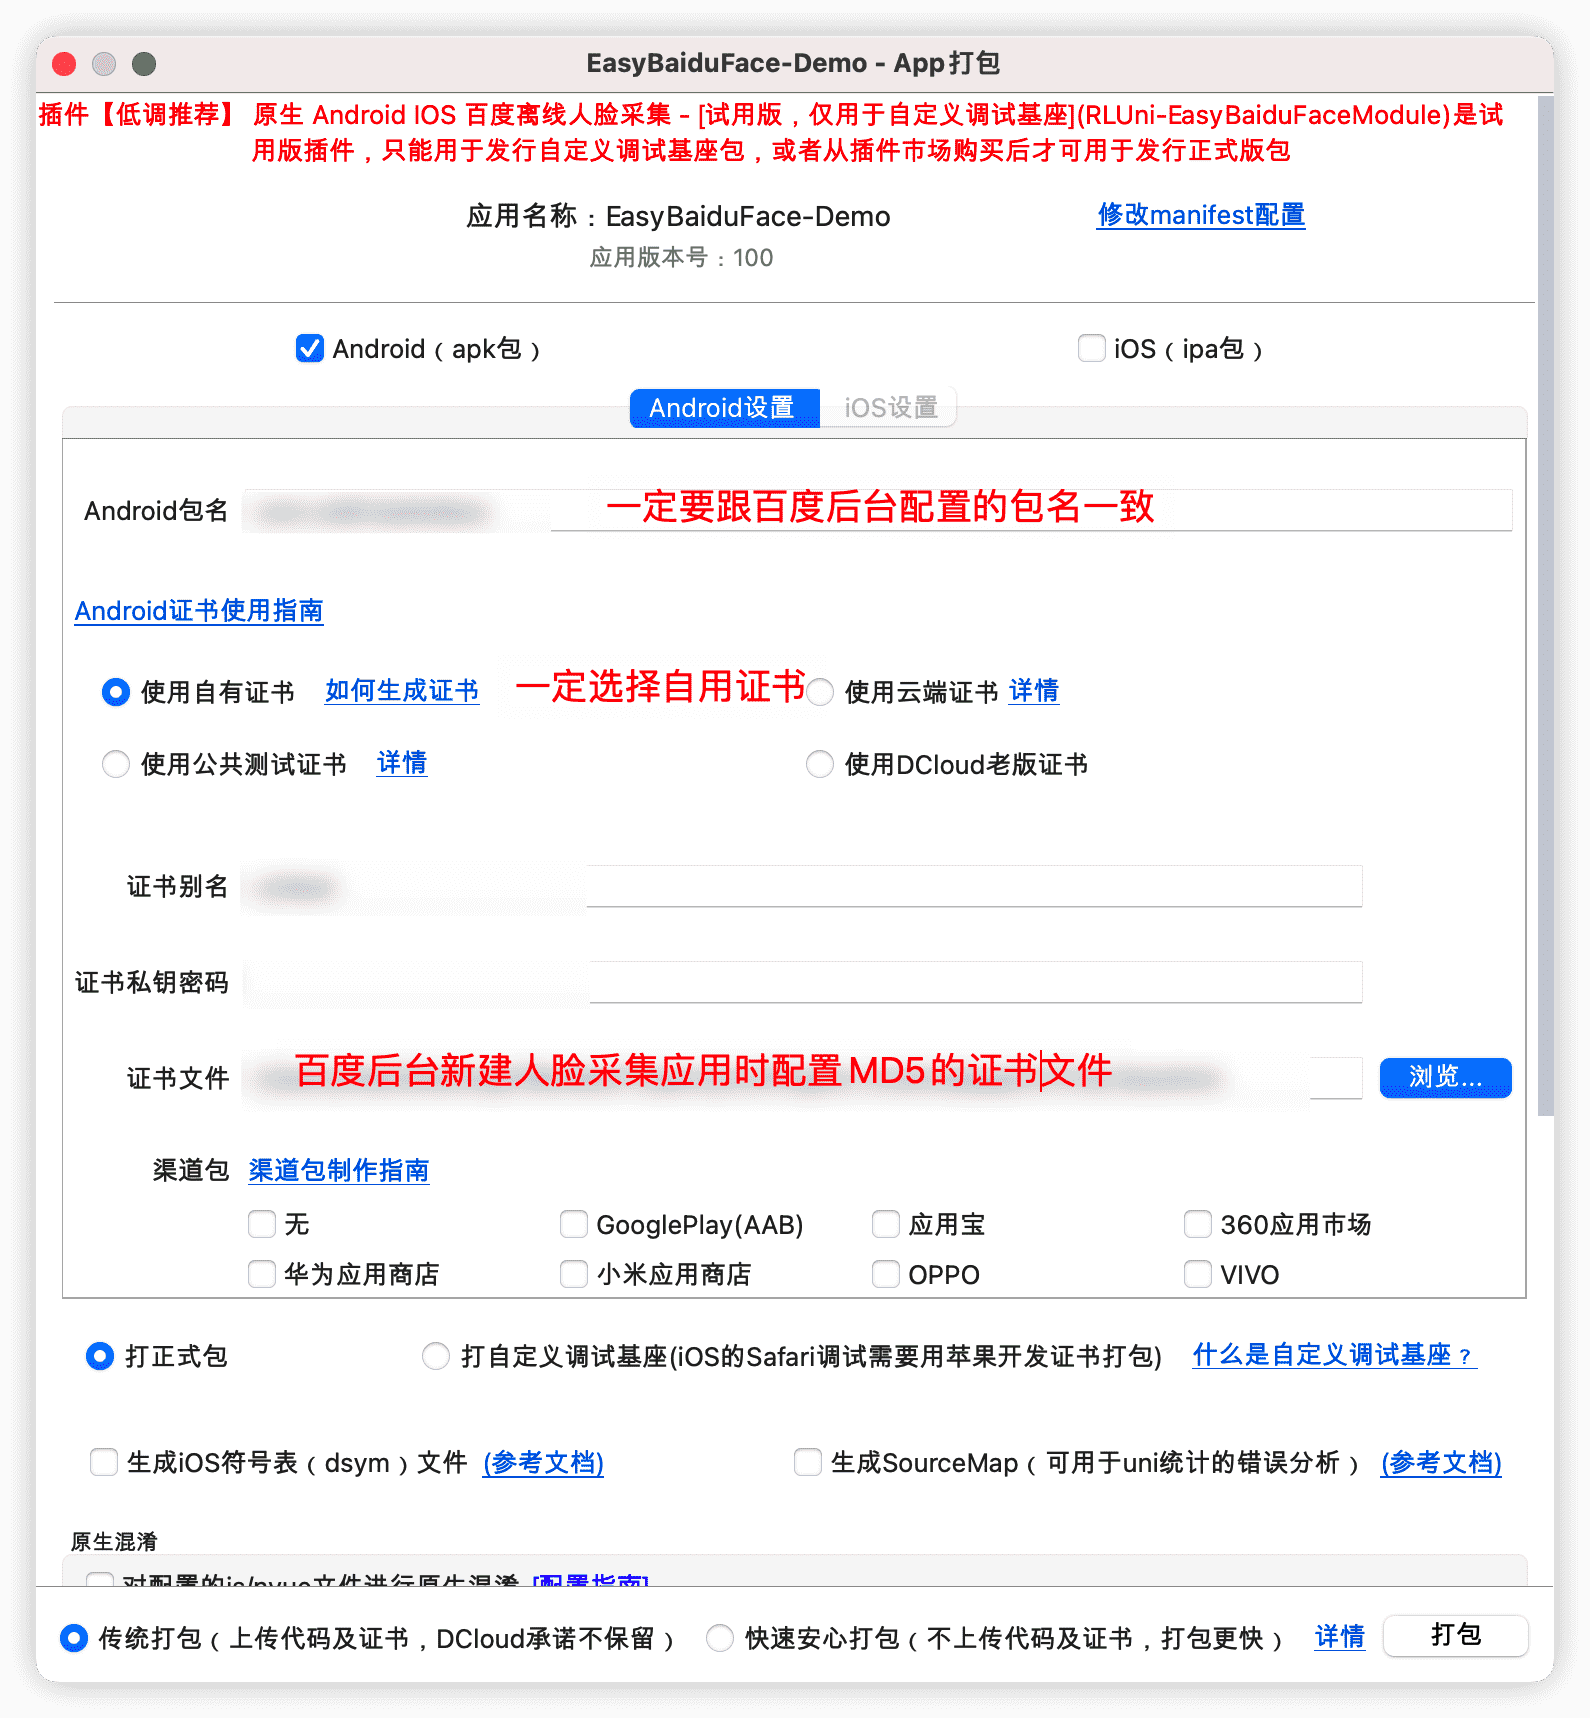 EasyBaiduFace-Demo - App打包
插件【低调推荐】 原生 Android IOS 百度离线人脸采集 - [试用版，仅用于自定义调试基座](RLUni-EasyBaiduFaceModule)是试
用版插件，只能用于发行自定义调试基座包，或者从插件市场购买后才可用于发行正式版包
应用名称：EasyBaiduFace-Demo 修改manifest配置
应用版本号：100
Android（apk包） iOS（ipa包）
Android设置 iOS设置
Android包名 一定要跟百度后台配置的包名一致
Android证书使用指南
使用自有证书 如何生成证书 一定选择自用证书 使用云端证书 详情
使用公共测试证书 详情 使用DCloud老版证书
证书别名
证书私钥密码
证书文件 百度后台新建人脸采集应用时配置MD5的证书文件 浏览...
渠道包 渠道包制作指南
无 GooglePlay(AAB) 应用宝 360应用市场
华为应用商店 小米应用商店 OPPO VIVO
打正式包 打自定义调试基座(iOS的Safari调试需要用苹果开发证书打包) 什么是自定义调试基座？
生成iOS符号表（dsym）文件 (参考文档) 生成SourceMap（可用于uni统计的错误分析） (参考文档)
原生混淆
对配置的js/nvue文件进行原生混淆 [配置指南]
传统打包（上传代码及证书，DCloud承诺不保留） 快速安心打包（不上传代码及证书，打包更快） 详情 打包